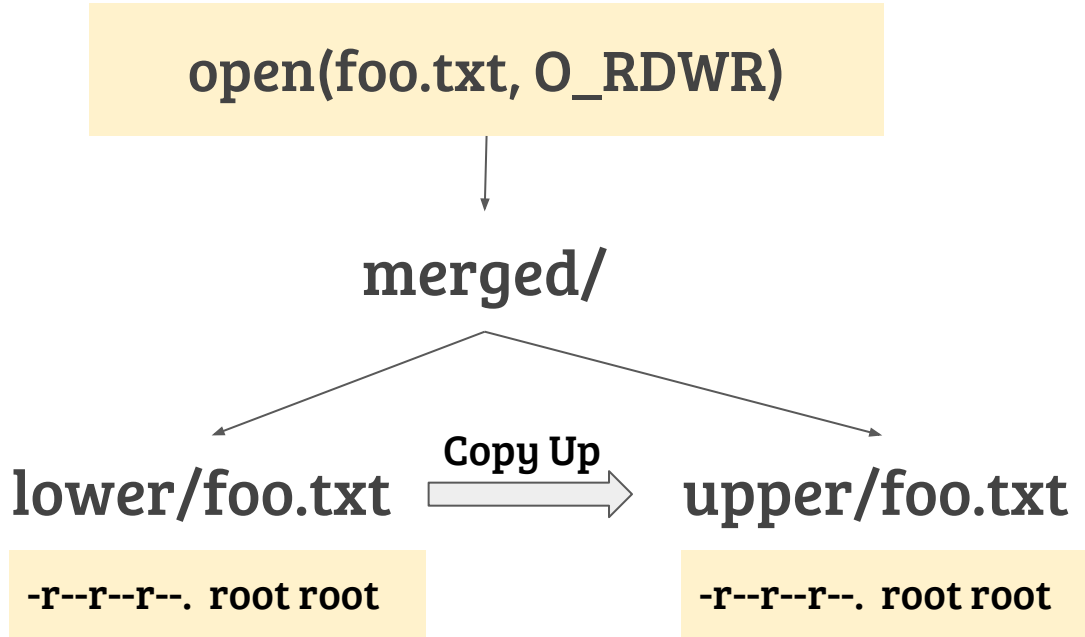 open(foo.txt, O_RDWR)
merged/
Copy Up
lower/foo.txt
upper/foo.txt
-r--r--r--. root root
-r--r--r--. root root